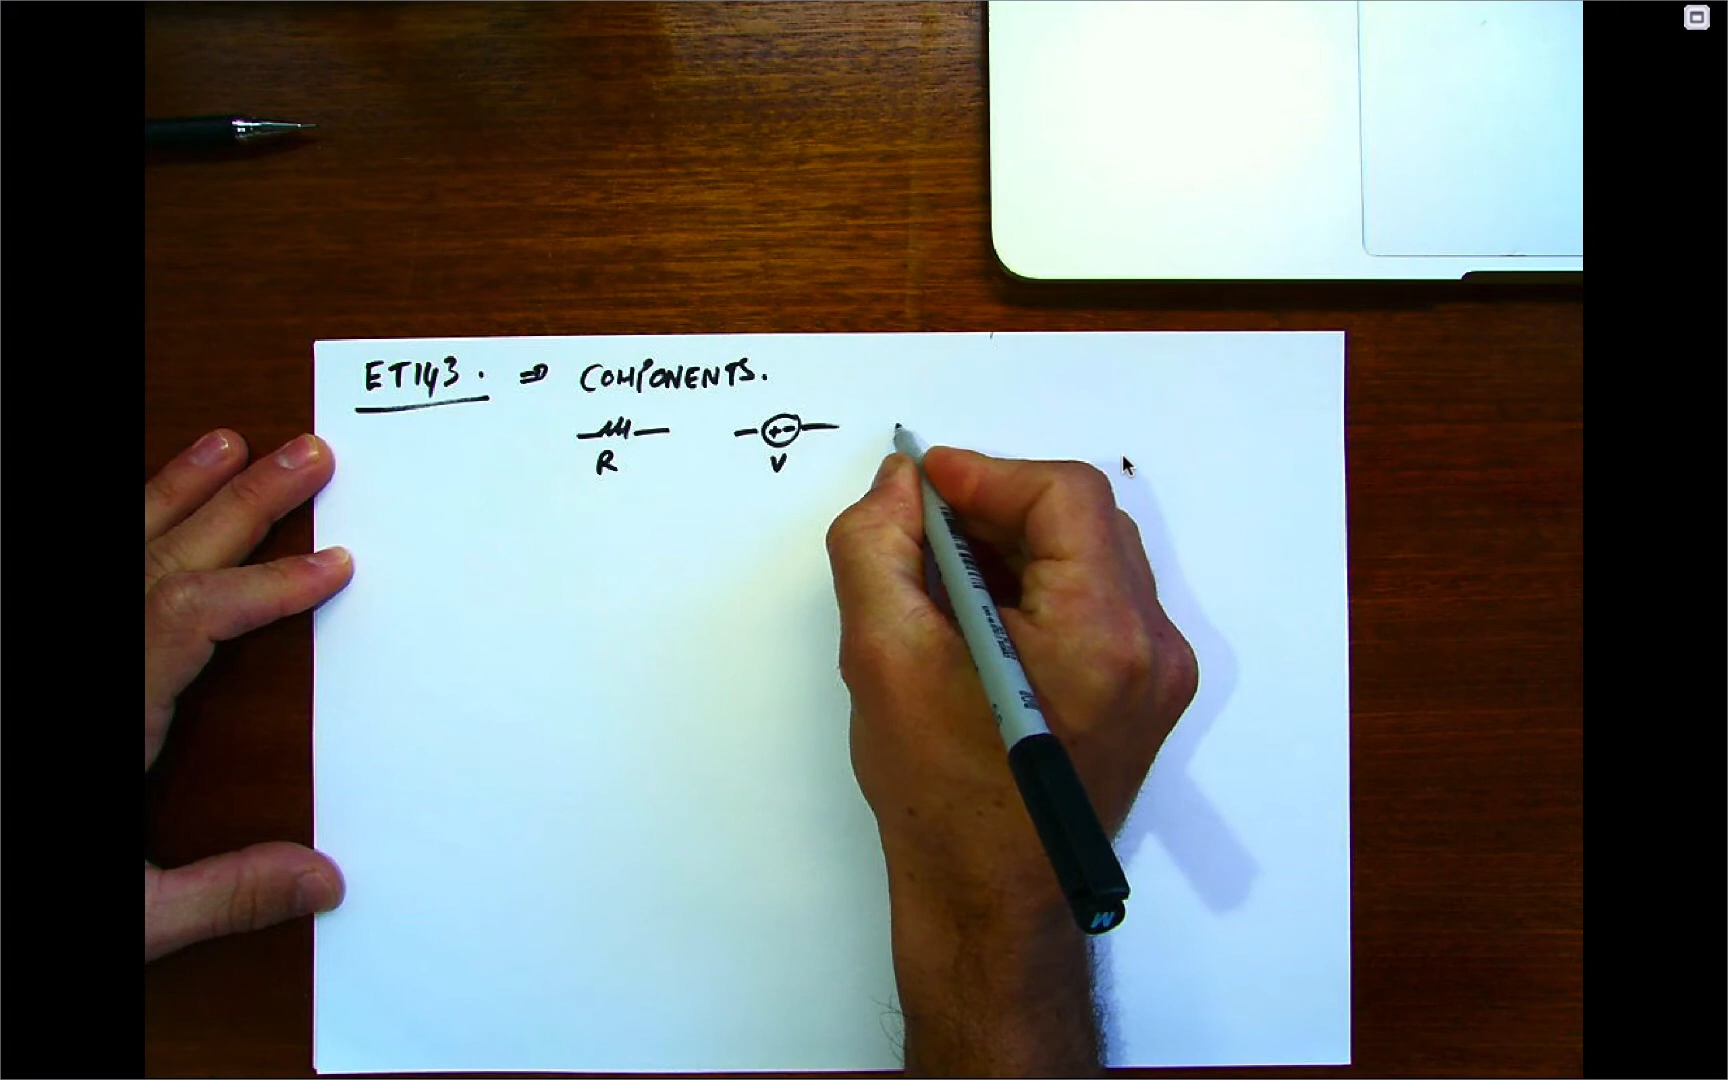 ET143. ⇒ COMPONENTS.
R V
+-
M